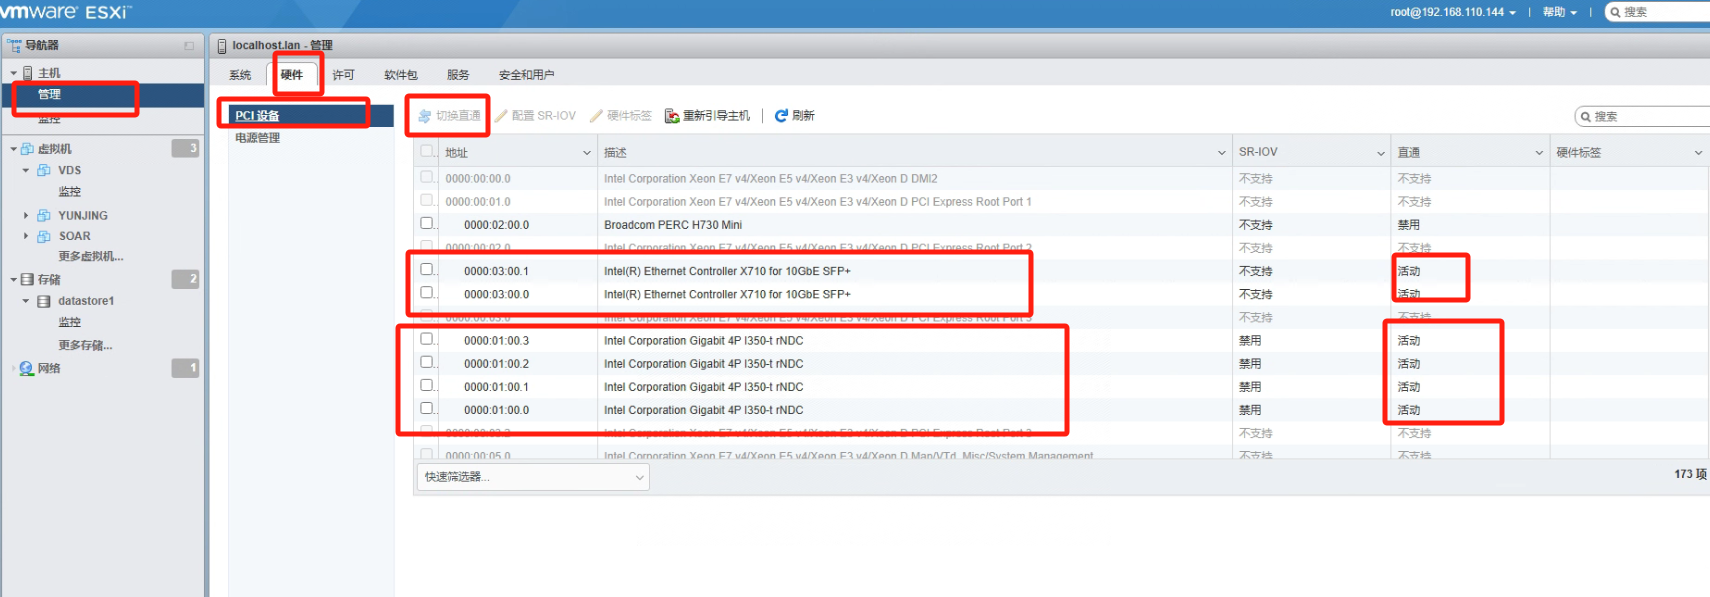 vmware ESXi™
root@192.168.110.144
帮助
搜索
导航器
主机
管理
监控
虚拟机
3
VDS
监控
YUNJING
SOAR
更多虚拟机...
存储
2
datastore1
监控
更多存储...
网络
1
localhost.lan - 管理
系统 硬件 许可 软件包 服务 安全和用户
PCI 设备
电源管理
切换直通 配置 SR-IOV 硬件标签 重新引导主机 | 刷新
搜索
地址 描述 SR-IOV 直通 硬件标签
0000:00:00.0 Intel Corporation Xeon E7 v4/Xeon E5 v4/Xeon E3 v4/Xeon D DMI2 不支持 不支持
0000:00:01.0 Intel Corporation Xeon E7 v4/Xeon E5 v4/Xeon E3 v4/Xeon D PCI Express Root Port 1 不支持 不支持
0000:02:00.0 Broadcom PERC H730 Mini 不支持 禁用
0000:00:02.0 Intel Corporation Xeon E7 v4/Xeon E5 v4/Xeon E3 v4/Xeon D PCI Express Root Port 2 不支持 不支持
0000:03:00.1 Intel(R) Ethernet Controller X710 for 10GbE SFP+ 不支持 活动
0000:03:00.0 Intel(R) Ethernet Controller X710 for 10GbE SFP+ 不支持 活动
Intel Corporation Xeon E7 v4/Xeon E5 v4/Xeon E3 v4/Xeon D PCI Express Root Port 3 不支持 不支持
0000:01:00.3 Intel Corporation Gigabit 4P I350-t rNDC 禁用 活动
0000:01:00.2 Intel Corporation Gigabit 4P I350-t rNDC 禁用 活动
0000:01:00.1 Intel Corporation Gigabit 4P I350-t rNDC 禁用 活动
0000:01:00.0 Intel Corporation Gigabit 4P I350-t rNDC 禁用 活动
0000:00:03.2 Intel Corporation Xeon E7 v4/Xeon E5 v4/Xeon E3 v4/Xeon D PCI Express Root Port 3 不支持 不支持
0000:00:05.0 Intel Corporation Xeon E7 v4/Xeon E5 v4/Xeon E3 v4/Xeon D Map/VTd_Misc/System Management 不支持 不支持
快速筛选器...
173 项